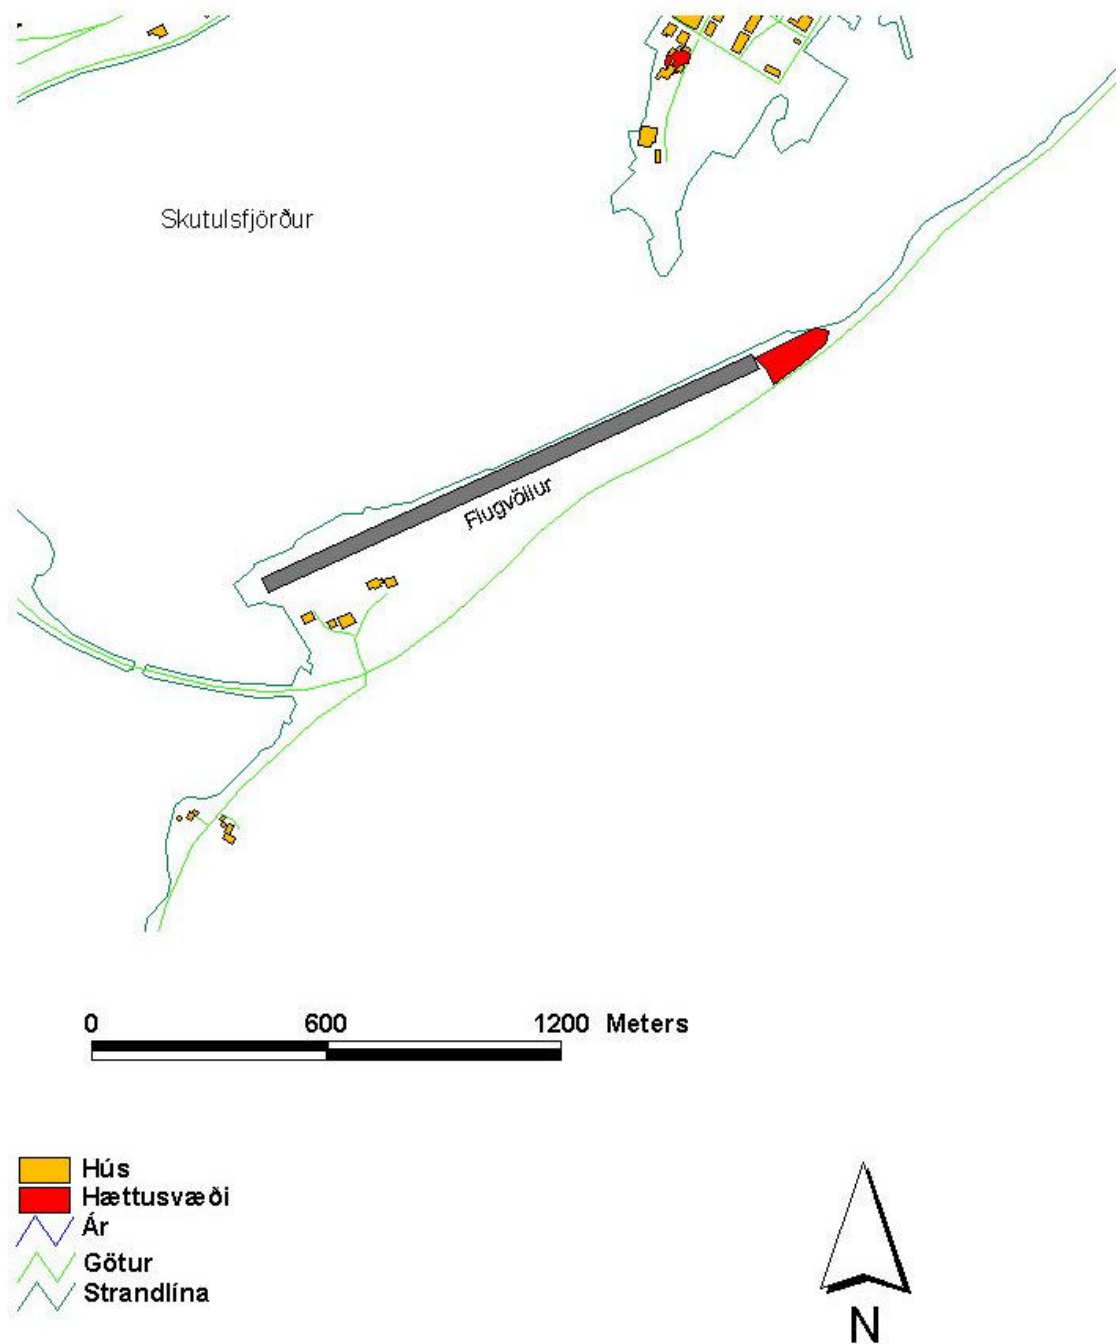 Skutulsfjörður
Flugvöllur
0 600 1200 Meters
Hús
Hættusvæði
Ár
Götur
Strandlína
N